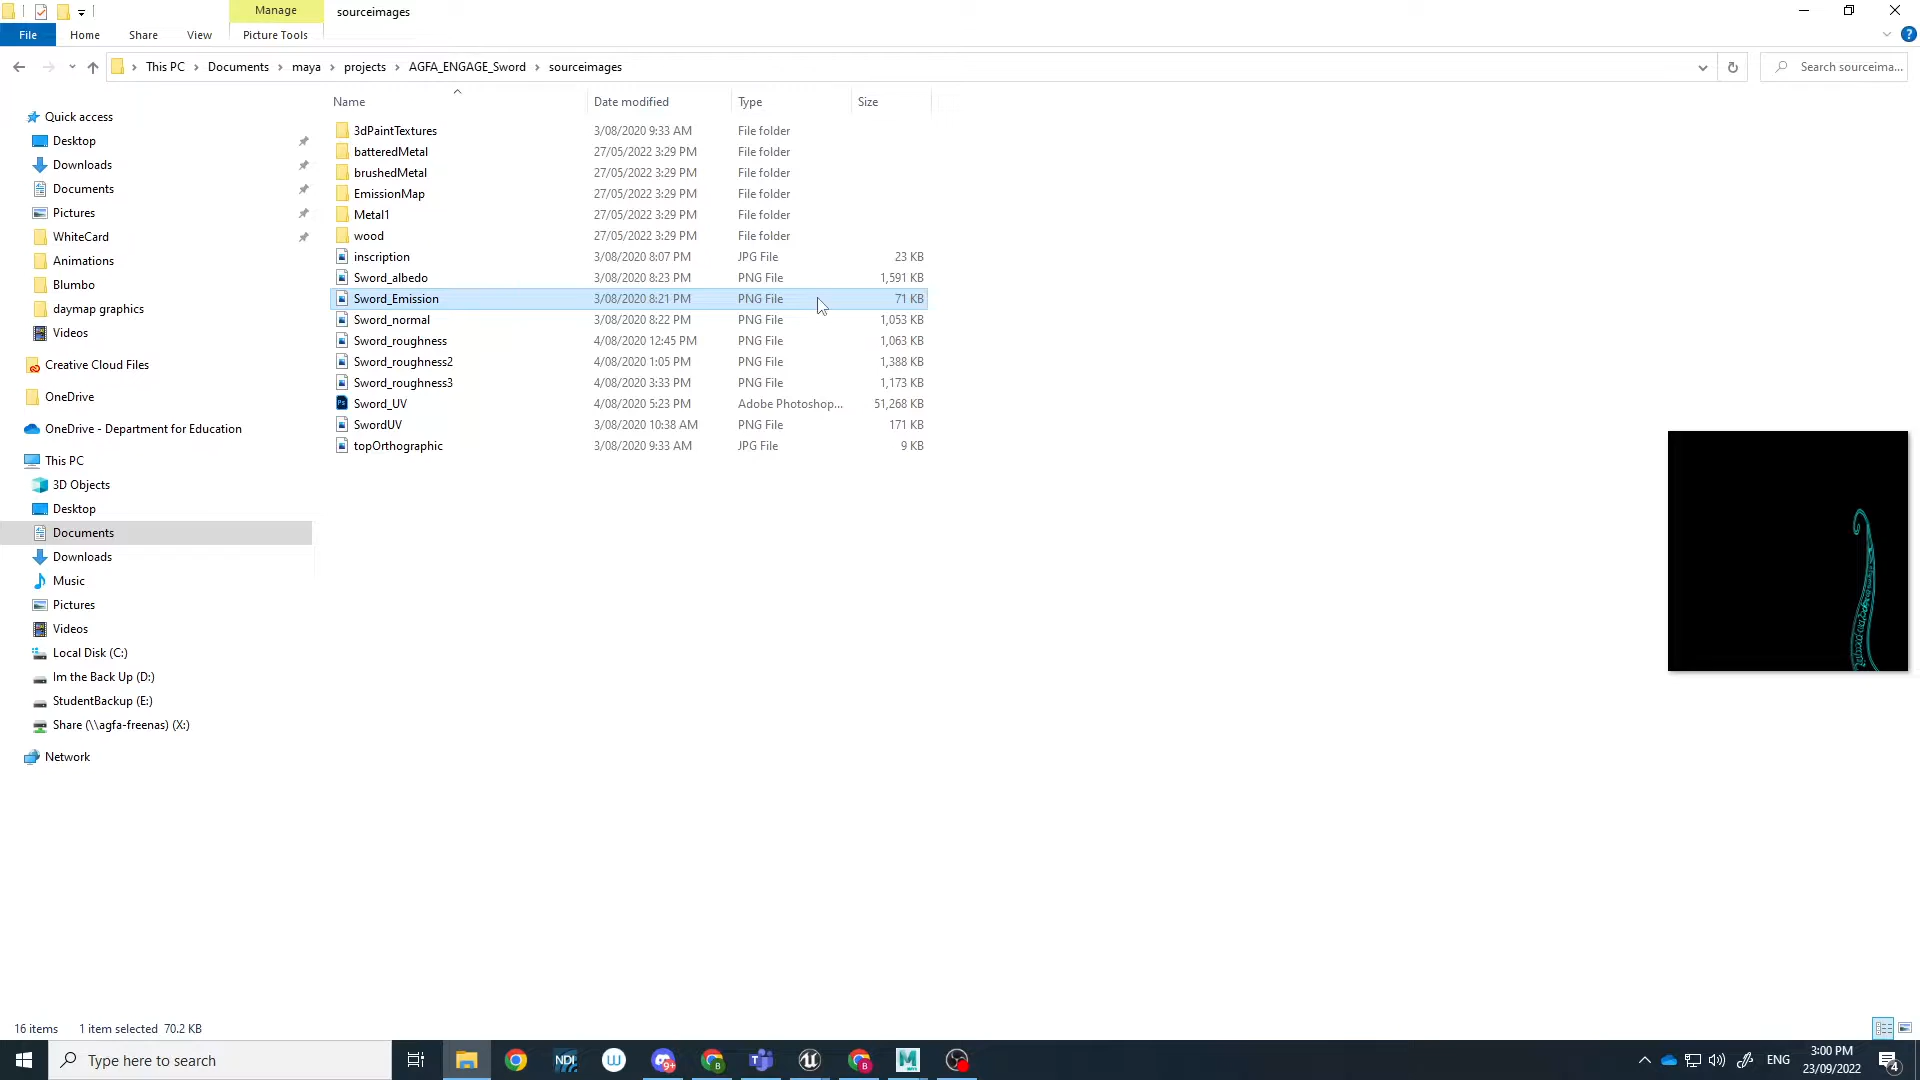 Manage
sourceimages
File
Home
Share
View
Picture Tools
?
This PC
Documents
maya
projects
AGFA_ENGAGE_Sword
sourceimages
Search sourceima...
Name
Date modified
Type
Size
Quick access
Desktop
Downloads
Documents
Pictures
WhiteCard
Animations
Blumbo
daymap graphics
Videos
Creative Cloud Files
OneDrive
OneDrive - Department for Education
This PC
3D Objects
Desktop
Documents
Downloads
Music
Pictures
Videos
Local Disk (C:)
Im the Back Up (D:)
StudentBackup (E:)
Share (\\agfa-freenas) (X:)
Network
3dPaintTextures 3/08/2020 9:33 AM File folder
batteredMetal 27/05/2022 3:29 PM File folder
brushedMetal 27/05/2022 3:29 PM File folder
EmissionMap 27/05/2022 3:29 PM File folder
Metal1 27/05/2022 3:29 PM File folder
wood 27/05/2022 3:29 PM File folder
inscription 3/08/2020 8:07 PM JPG File 23 KB
Sword_albedo 3/08/2020 8:23 PM PNG File 1,591 KB
Sword_Emission 3/08/2020 8:21 PM PNG File 71 KB
Sword_normal 3/08/2020 8:22 PM PNG File 1,053 KB
Sword_roughness 4/08/2020 12:45 PM PNG File 1,063 KB
Sword_roughness2 4/08/2020 1:05 PM PNG File 1,388 KB
Sword_roughness3 4/08/2020 3:33 PM PNG File 1,173 KB
Sword_UV 4/08/2020 5:23 PM Adobe Photoshop... 51,268 KB
SwordUV 3/08/2020 10:38 AM PNG File 171 KB
topOrthographic 3/08/2020 9:33 AM JPG File 9 KB
16 items 1 item selected 70.2 KB
Type here to search
NDI
9+
ENG
3:00 PM
23/09/2022
4